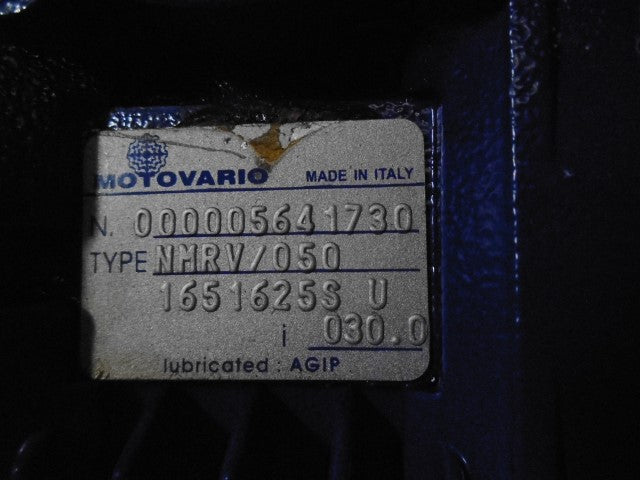 MOTOVARIO MADE IN ITALY
N. 000005641730
TYPE NMRV/050
1651625S U
i 030.0
lubricated : AGIP